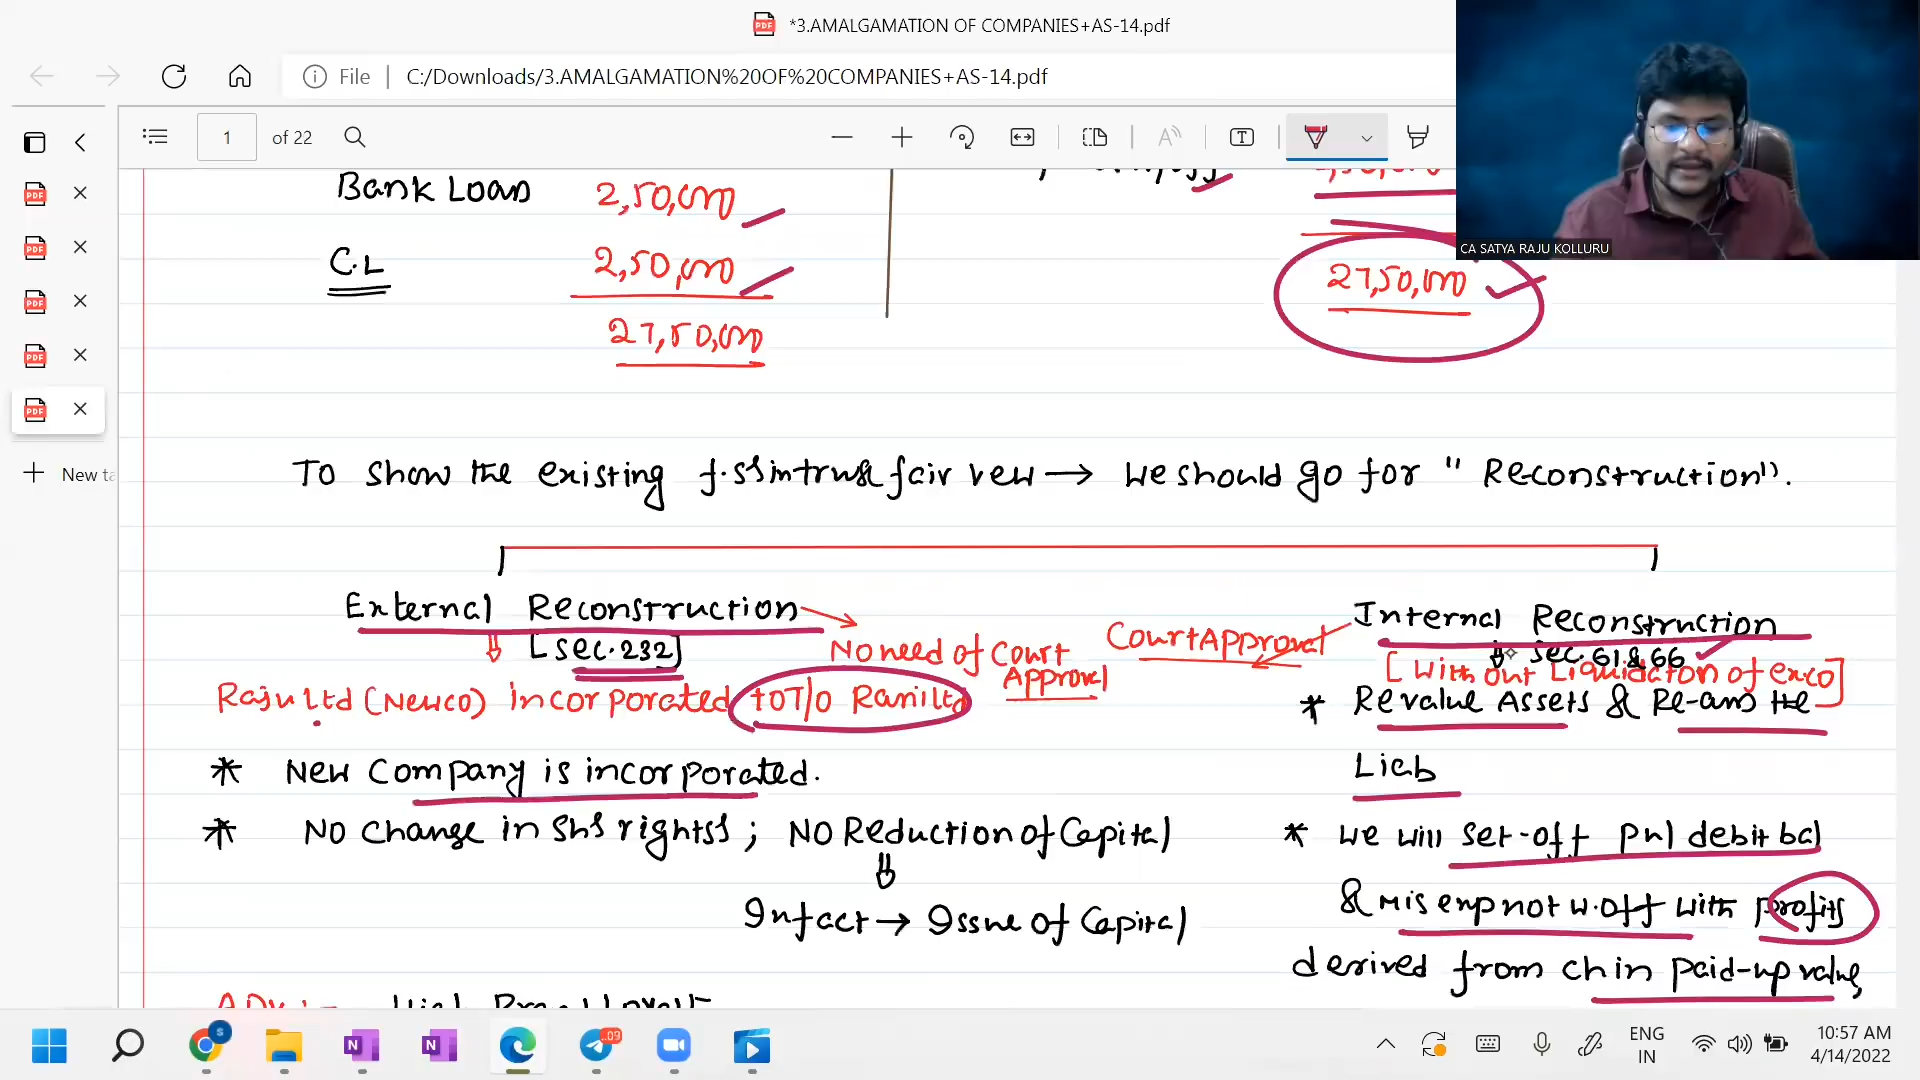 *3.AMALGAMATION OF COMPANIES+AS-14.pdf
File C:/Downloads/3.AMALGAMATION%20OF%20COMPANIES+AS-14.pdf
1 of 22
CA SATYA RAJU KOLLURU
New ta
Bank Loan 2,50,000
C.L 2,50,000 27,50,000
27,50,000
To show the existing f.s's in true & fair view → we should go for "Reconstruction".
External Reconstruction
[Sec.232]
No need of Court Approval
Court Approval
Internal Reconstruction
Sec.61 & 66
[without Liquidation of exco]
Raju Ltd (Newco) incorporated to T/O Rani Ltd
* Revalue Assets & Re-ass the
Liab
* New Company is incorporated.
* No change in shs rights; No Reduction of Capital
Infact → Issue of Capital
* We will set-off Pnl debit bal
& mis exp not w.off with profits
derived from ch in paid-up value,
ENG
IN
10:57 AM
4/14/2022